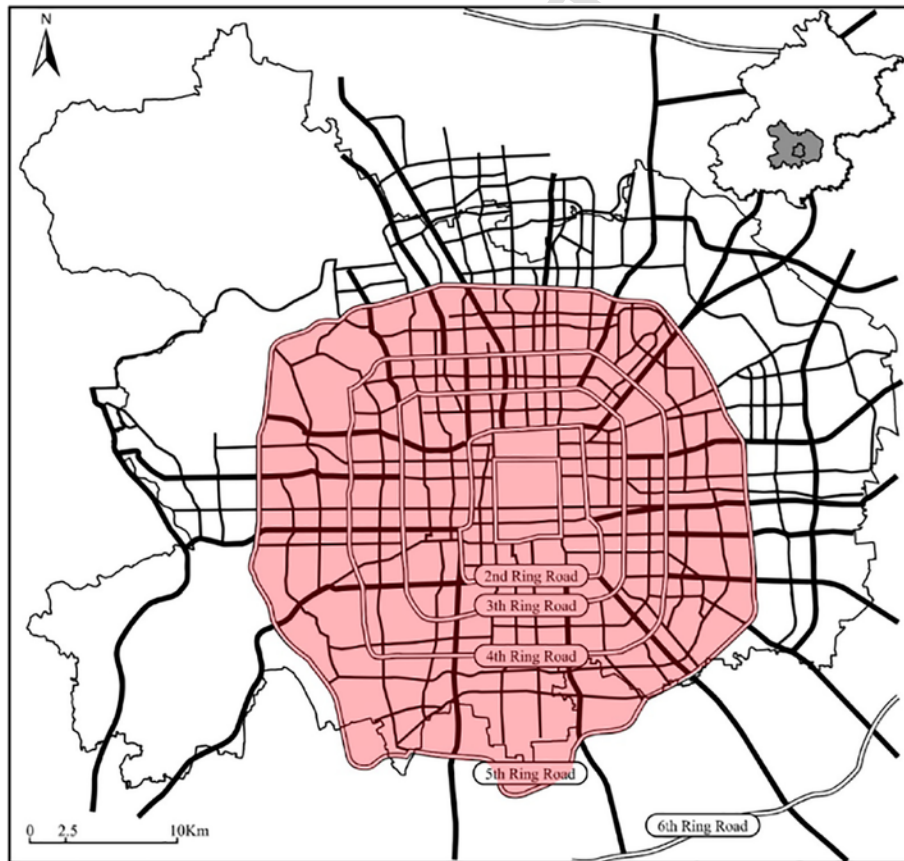 N
2nd Ring Road
3th Ring Road
4th Ring Road
5th Ring Road
6th Ring Road
0 2.5 10Km